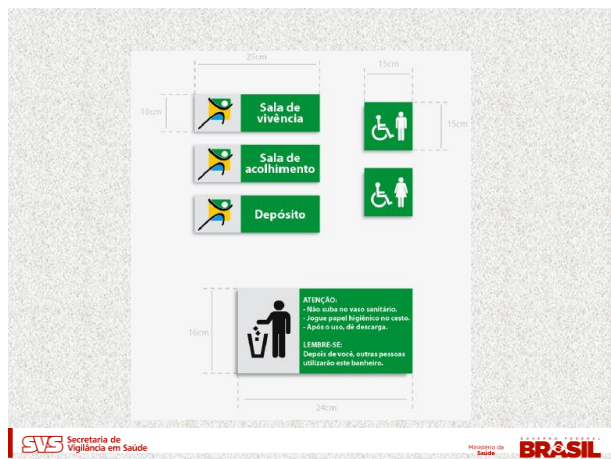 25cm
15cm
10cm
Sala de
vivência
15cm
Sala de
acolhimento
Depósito
16cm
ATENÇÃO:
- Não suba no vaso sanitário.
- Jogue papel higiênico no cesto.
- Após o uso, dê descarga.
LEMBRE-SE:
Depois de você, outras pessoas
utilizarão este banheiro.
24cm
SVS Secretaria de
Vigilância em Saúde
Ministério da
Saúde
GOVERNO FEDERAL
BRASIL